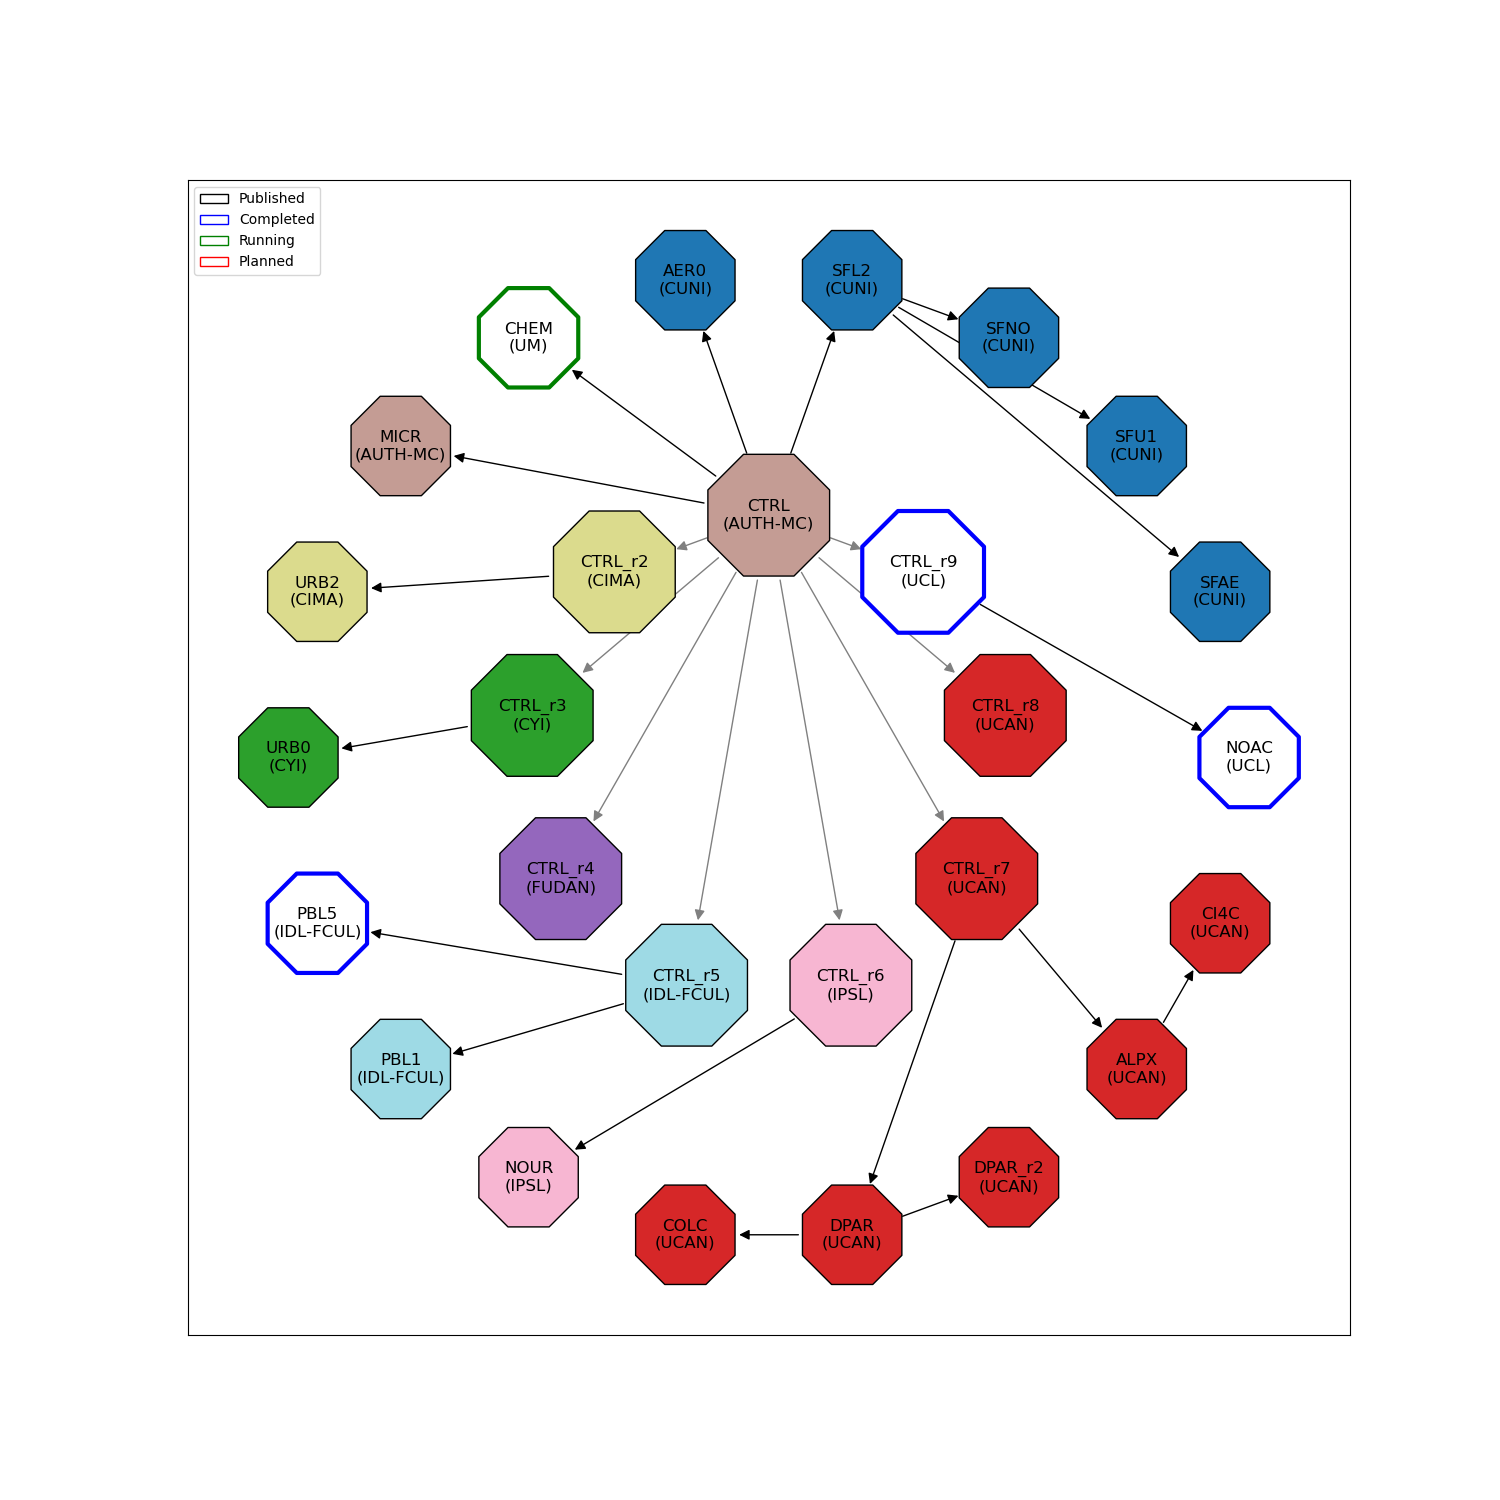 Published
Completed
Running
Planned
AER0
(CUNI)
SFL2
(CUNI)
CHEM
(UM)
SFNO
(CUNI)
MICR
(AUTH-MC)
SFU1
(CUNI)
CTRL
(AUTH-MC)
CTRL_r2
(CIMA)
CTRL_r9
(UCL)
URB2
(CIMA)
SFAE
(CUNI)
CTRL_r3
(CYI)
CTRL_r8
(UCAN)
URB0
(CYI)
NOAC
(UCL)
CTRL_r4
(FUDAN)
CTRL_r7
(UCAN)
PBL5
(IDL-FCUL)
CI4C
(UCAN)
CTRL_r5
(IDL-FCUL)
CTRL_r6
(IPSL)
PBL1
(IDL-FCUL)
ALPX
(UCAN)
NOUR
(IPSL)
DPAR_r2
(UCAN)
COLC
(UCAN)
DPAR
(UCAN)